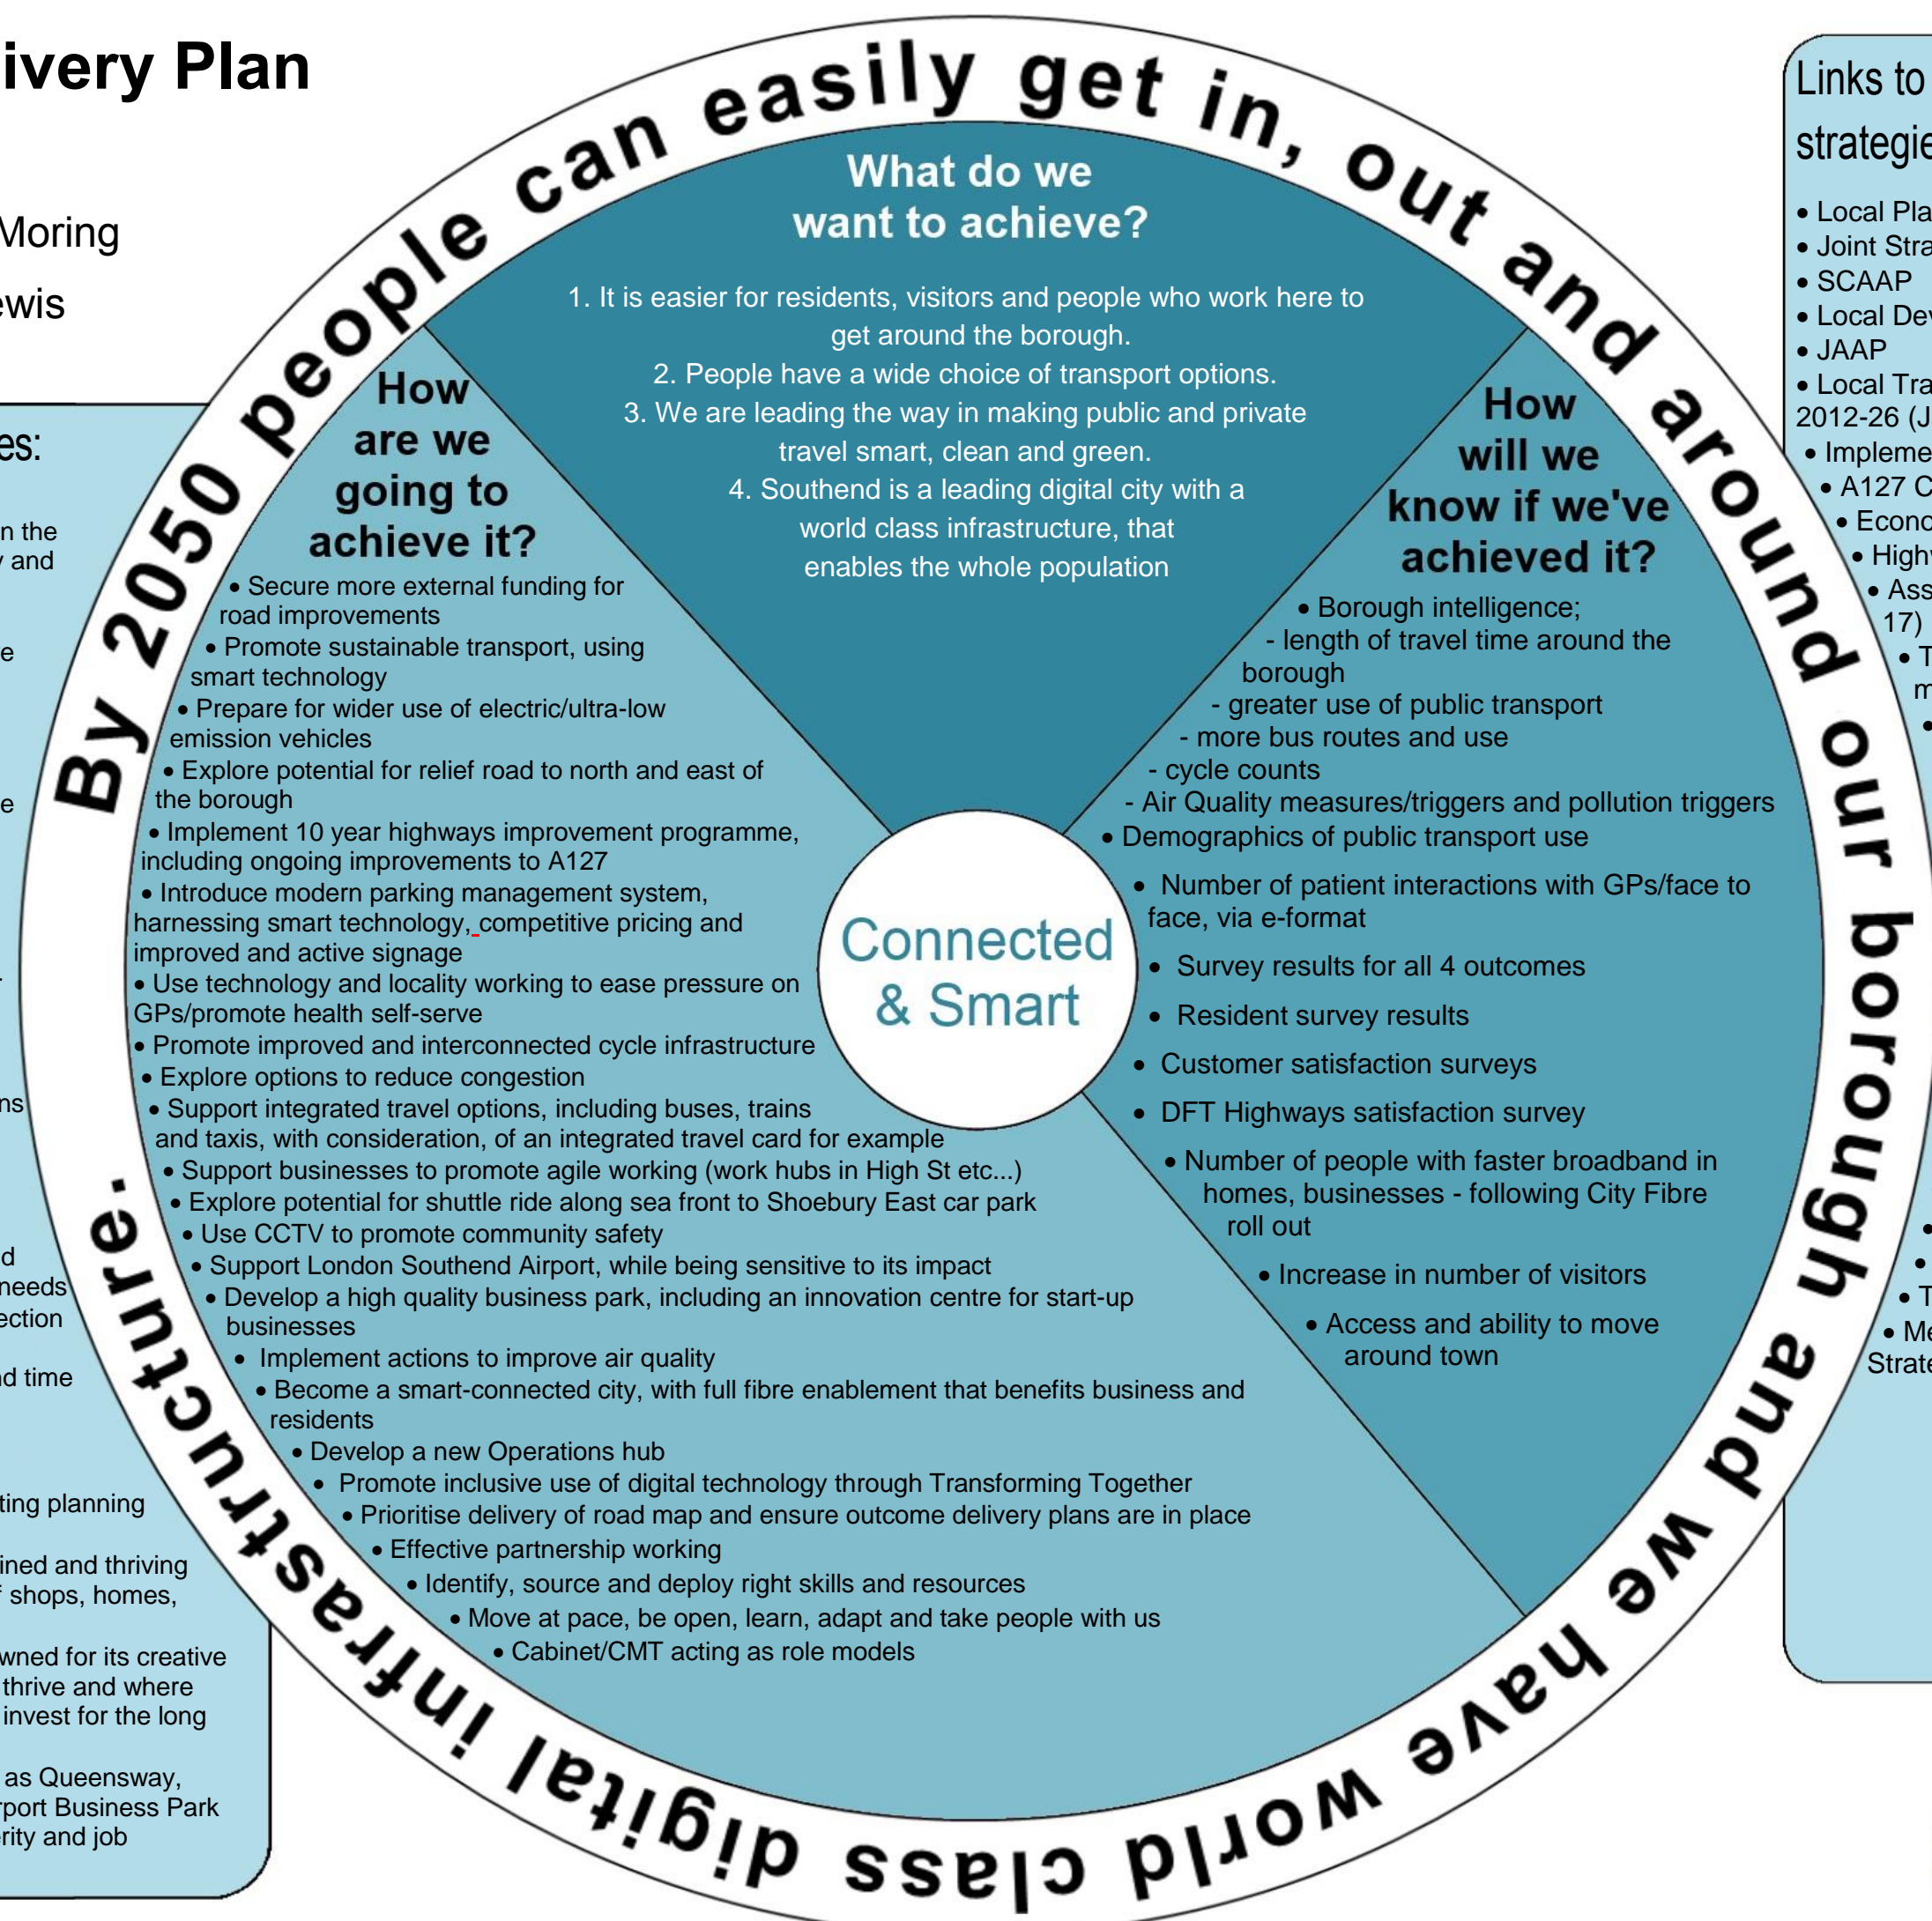 ivery Plan
Moring
ewis
By 2050 people can easily get in, out and around our borough and we have world class digital infrastructure.
What do we
want to achieve?
1. It is easier for residents, visitors and people who work here to
get around the borough.
2. People have a wide choice of transport options.
3. We are leading the way in making public and private
travel smart, clean and green.
4. Southend is a leading digital city with a
world class infrastructure, that
enables the whole population
How
are we
going to
achieve it?
• Secure more external funding for
road improvements
• Promote sustainable transport, using
smart technology
• Prepare for wider use of electric/ultra-low
emission vehicles
• Explore potential for relief road to north and east of
the borough
• Implement 10 year highways improvement programme,
including ongoing improvements to A127
• Introduce modern parking management system,
harnessing smart technology, competitive pricing and
improved and active signage
• Use technology and locality working to ease pressure on
GPs/promote health self-serve
• Promote improved and interconnected cycle infrastructure
• Explore options to reduce congestion
• Support integrated travel options, including buses, trains
and taxis, with consideration, of an integrated travel card for example
• Support businesses to promote agile working (work hubs in High St etc...)
• Explore potential for shuttle ride along sea front to Shoebury East car park
• Use CCTV to promote community safety
• Support London Southend Airport, while being sensitive to its impact
• Develop a high quality business park, including an innovation centre for start-up
businesses
• Implement actions to improve air quality
• Become a smart-connected city, with full fibre enablement that benefits business and
residents
• Develop a new Operations hub
• Promote inclusive use of digital technology through Transforming Together
• Prioritise delivery of road map and ensure outcome delivery plans are in place
• Effective partnership working
• Identify, source and deploy right skills and resources
• Move at pace, be open, learn, adapt and take people with us
• Cabinet/CMT acting as role models
Connected
& Smart
How
will we
know if we've
achieved it?
• Borough intelligence;
- length of travel time around the
borough
- greater use of public transport
- more bus routes and use
- cycle counts
- Air Quality measures/triggers and pollution triggers
• Demographics of public transport use
• Number of patient interactions with GPs/face to
face, via e-format
• Survey results for all 4 outcomes
• Resident survey results
• Customer satisfaction surveys
• DFT Highways satisfaction survey
• Number of people with faster broadband in
homes, businesses - following City Fibre
roll out
• Increase in number of visitors
• Access and ability to move
around town
es:
n the
y and
e
e
ns
d
needs
ection
nd time
ting planning
ined and thriving
f shops, homes,
wned for its creative
thrive and where
invest for the long
as Queensway,
rport Business Park
erity and job
Links to
strategie
• Local Pla
• Joint Stra
• SCAAP
• Local Dev
• JAAP
• Local Tra
2012-26 (J
• Impleme
• A127 C
• Econo
• High
• Ass
17)
• T
m
•
•
•
• T
• Me
Strate